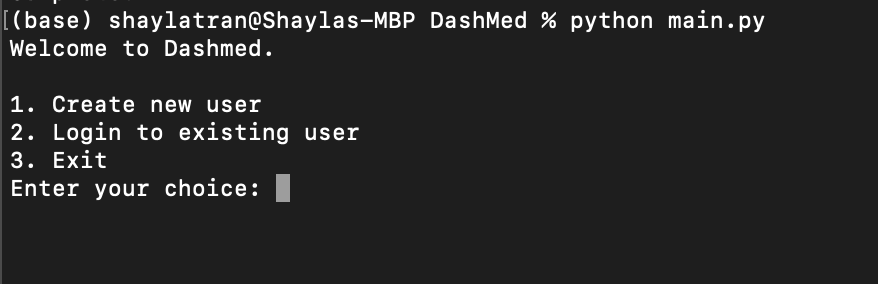 [(base) shaylatran@Shaylas-MBP DashMed % python main.py
Welcome to Dashmed.
1. Create new user
2. Login to existing user
3. Exit
Enter your choice: